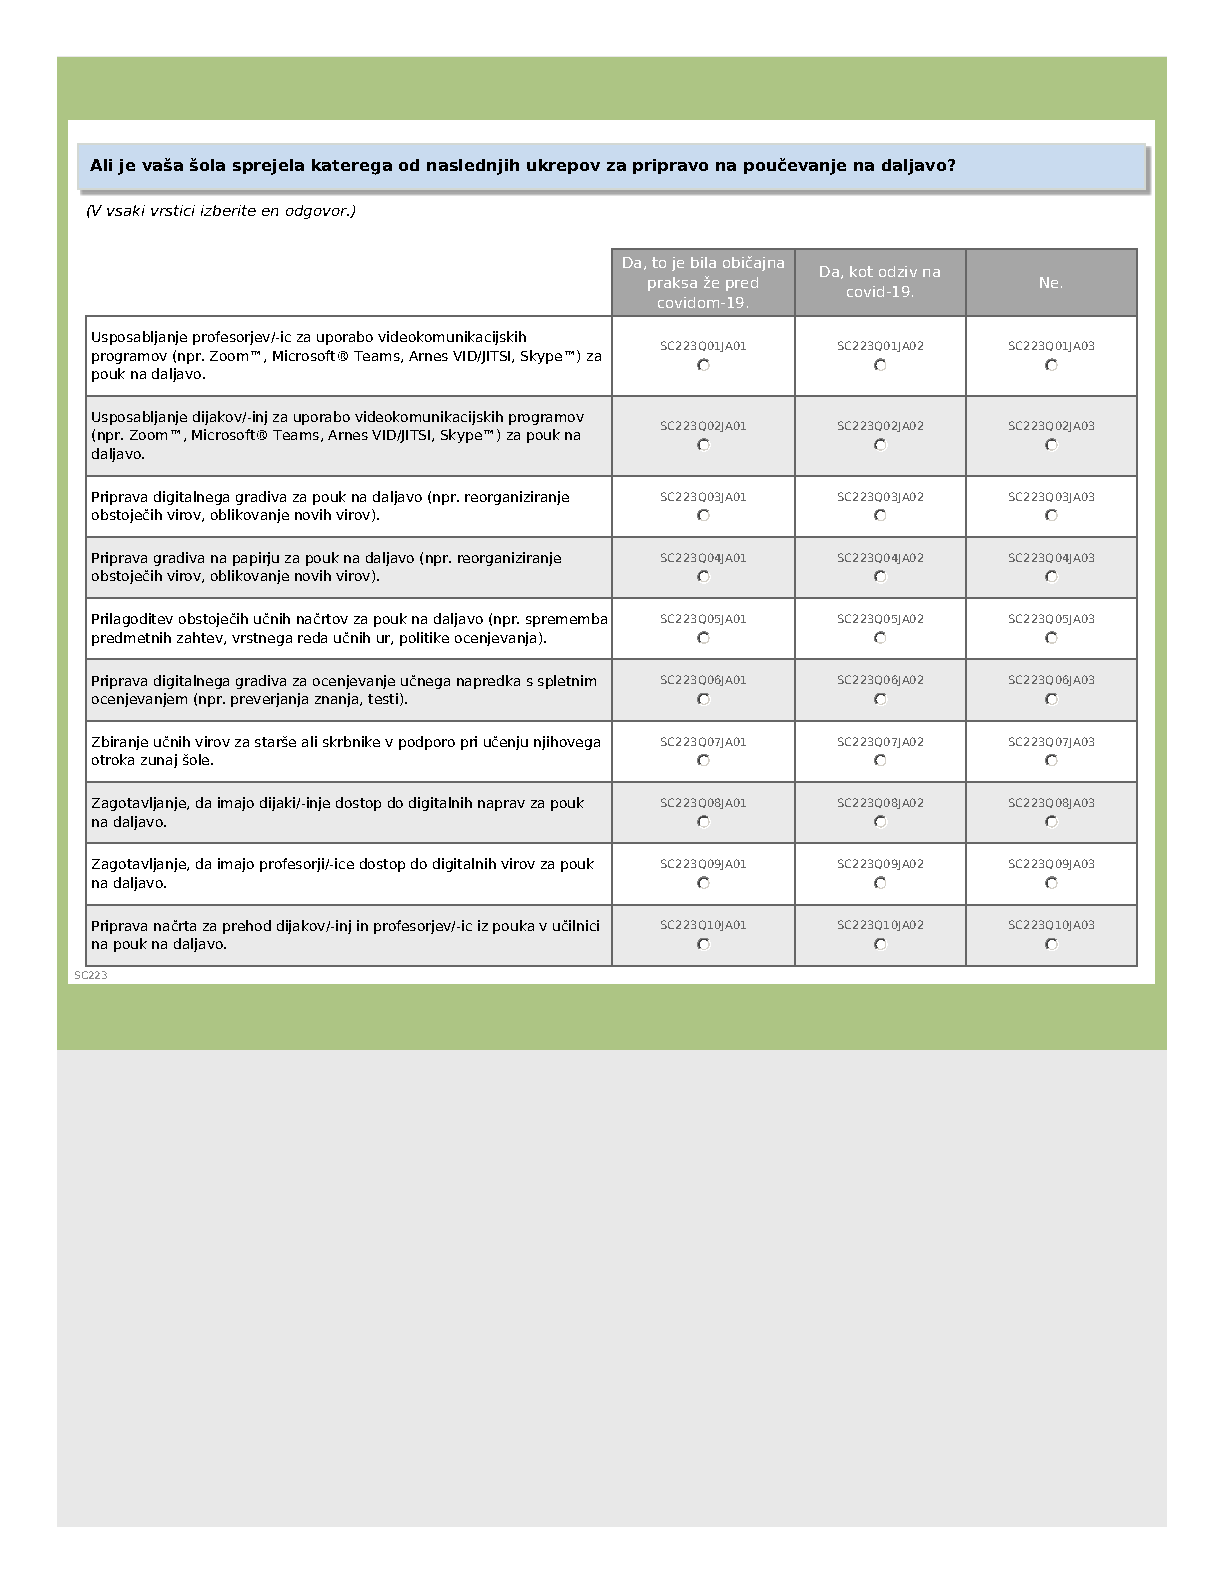 Ali je vaša šola sprejela katerega od naslednjih ukrepov za pripravo na poučevanje na daljavo?
(V vsaki vrstici izberite en odgovor.)
Da, to je bila običajna
praksa že pred
covidom-19.
Da, kot odziv na
covid-19.
Ne.
Usposabljanje profesorjev/-ic za uporabo videokomunikacijskih
programov (npr. Zoom™, Microsoft® Teams, Arnes VID/JITSI, Skype™) za
pouk na daljavo.
SC223Q01JA01
SC223Q01JA02
SC223Q01JA03
Usposabljanje dijakov/-inj za uporabo videokomunikacijskih programov
(npr. Zoom™, Microsoft® Teams, Arnes VID/JITSI, Skype™) za pouk na
daljavo.
SC223Q02JA01
SC223Q02JA02
SC223Q02JA03
Priprava digitalnega gradiva za pouk na daljavo (npr. reorganiziranje
obstoječih virov, oblikovanje novih virov).
SC223Q03JA01
SC223Q03JA02
SC223Q03JA03
Priprava gradiva na papirju za pouk na daljavo (npr. reorganiziranje
obstoječih virov, oblikovanje novih virov).
SC223Q04JA01
SC223Q04JA02
SC223Q04JA03
Prilagoditev obstoječih učnih načrtov za pouk na daljavo (npr. sprememba
predmetnih zahtev, vrstnega reda učnih ur, politike ocenjevanja).
SC223Q05JA01
SC223Q05JA02
SC223Q05JA03
Priprava digitalnega gradiva za ocenjevanje učnega napredka s spletnim
ocenjevanjem (npr. preverjanja znanja, testi).
SC223Q06JA01
SC223Q06JA02
SC223Q06JA03
Zbiranje učnih virov za starše ali skrbnike v podporo pri učenju njihovega
otroka zunaj šole.
SC223Q07JA01
SC223Q07JA02
SC223Q07JA03
Zagotavljanje, da imajo dijaki/-inje dostop do digitalnih naprav za pouk
na daljavo.
SC223Q08JA01
SC223Q08JA02
SC223Q08JA03
Zagotavljanje, da imajo profesorji/-ice dostop do digitalnih virov za pouk
na daljavo.
SC223Q09JA01
SC223Q09JA02
SC223Q09JA03
Priprava načrta za prehod dijakov/-inj in profesorjev/-ic iz pouka v učilnici
na pouk na daljavo.
SC223Q10JA01
SC223Q10JA02
SC223Q10JA03
SC223